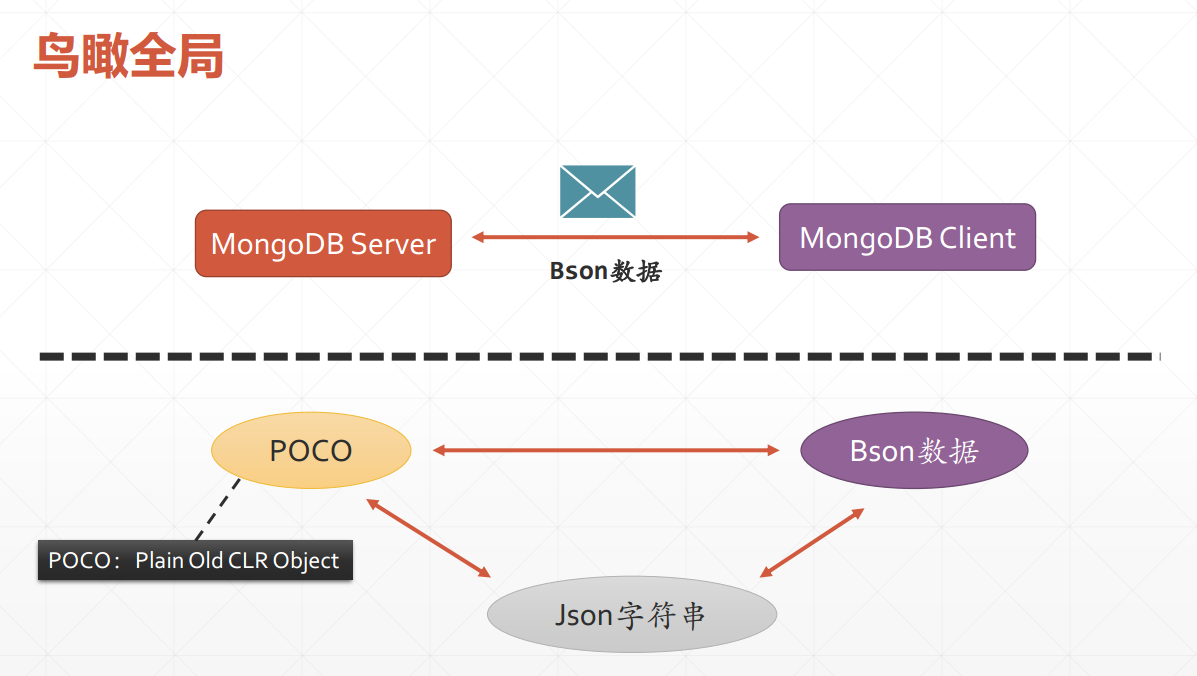 鸟瞰全局
MongoDB Server
MongoDB Client
Bson数据
POCO
Bson数据
POCO：Plain Old CLR Object
Json字符串